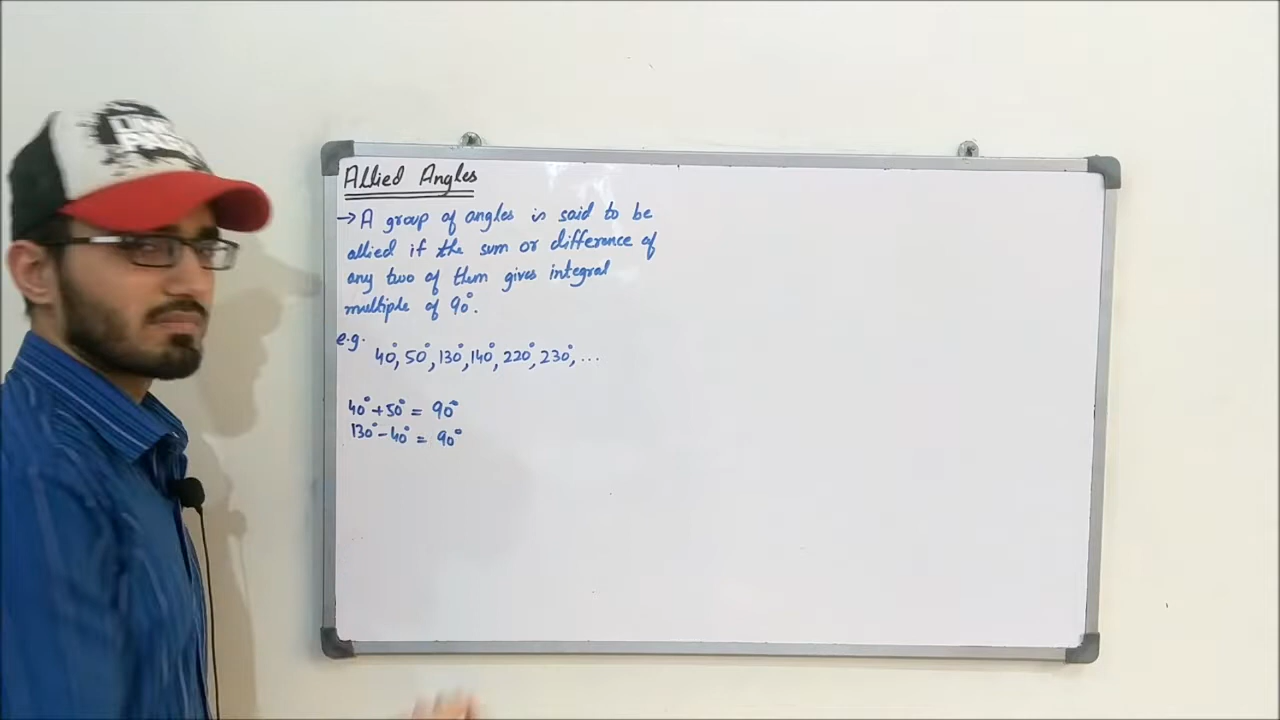 Allied Angles
→ A group of angles is said to be
allied if the sum or difference of
any two of them gives integral
multiple of 90°.
e.g.
40°, 50°, 130°, 140°, 220°, 230°, ...
40° + 50° = 90°
130° - 40° = 90°